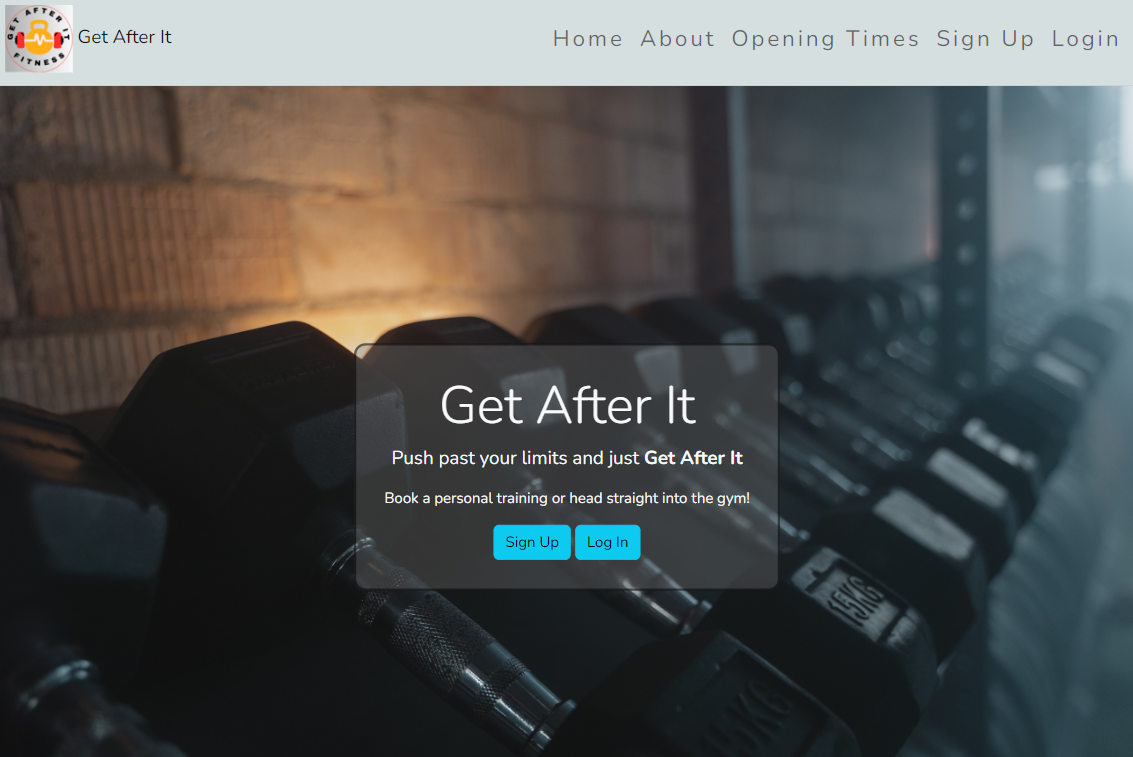 GET AFTER IT
FITNESS
Get After It
Home About Opening Times Sign Up Login
Get After It
Push past your limits and just Get After It
Book a personal training or head straight into the gym!
Sign Up Log In
15KG
15KG